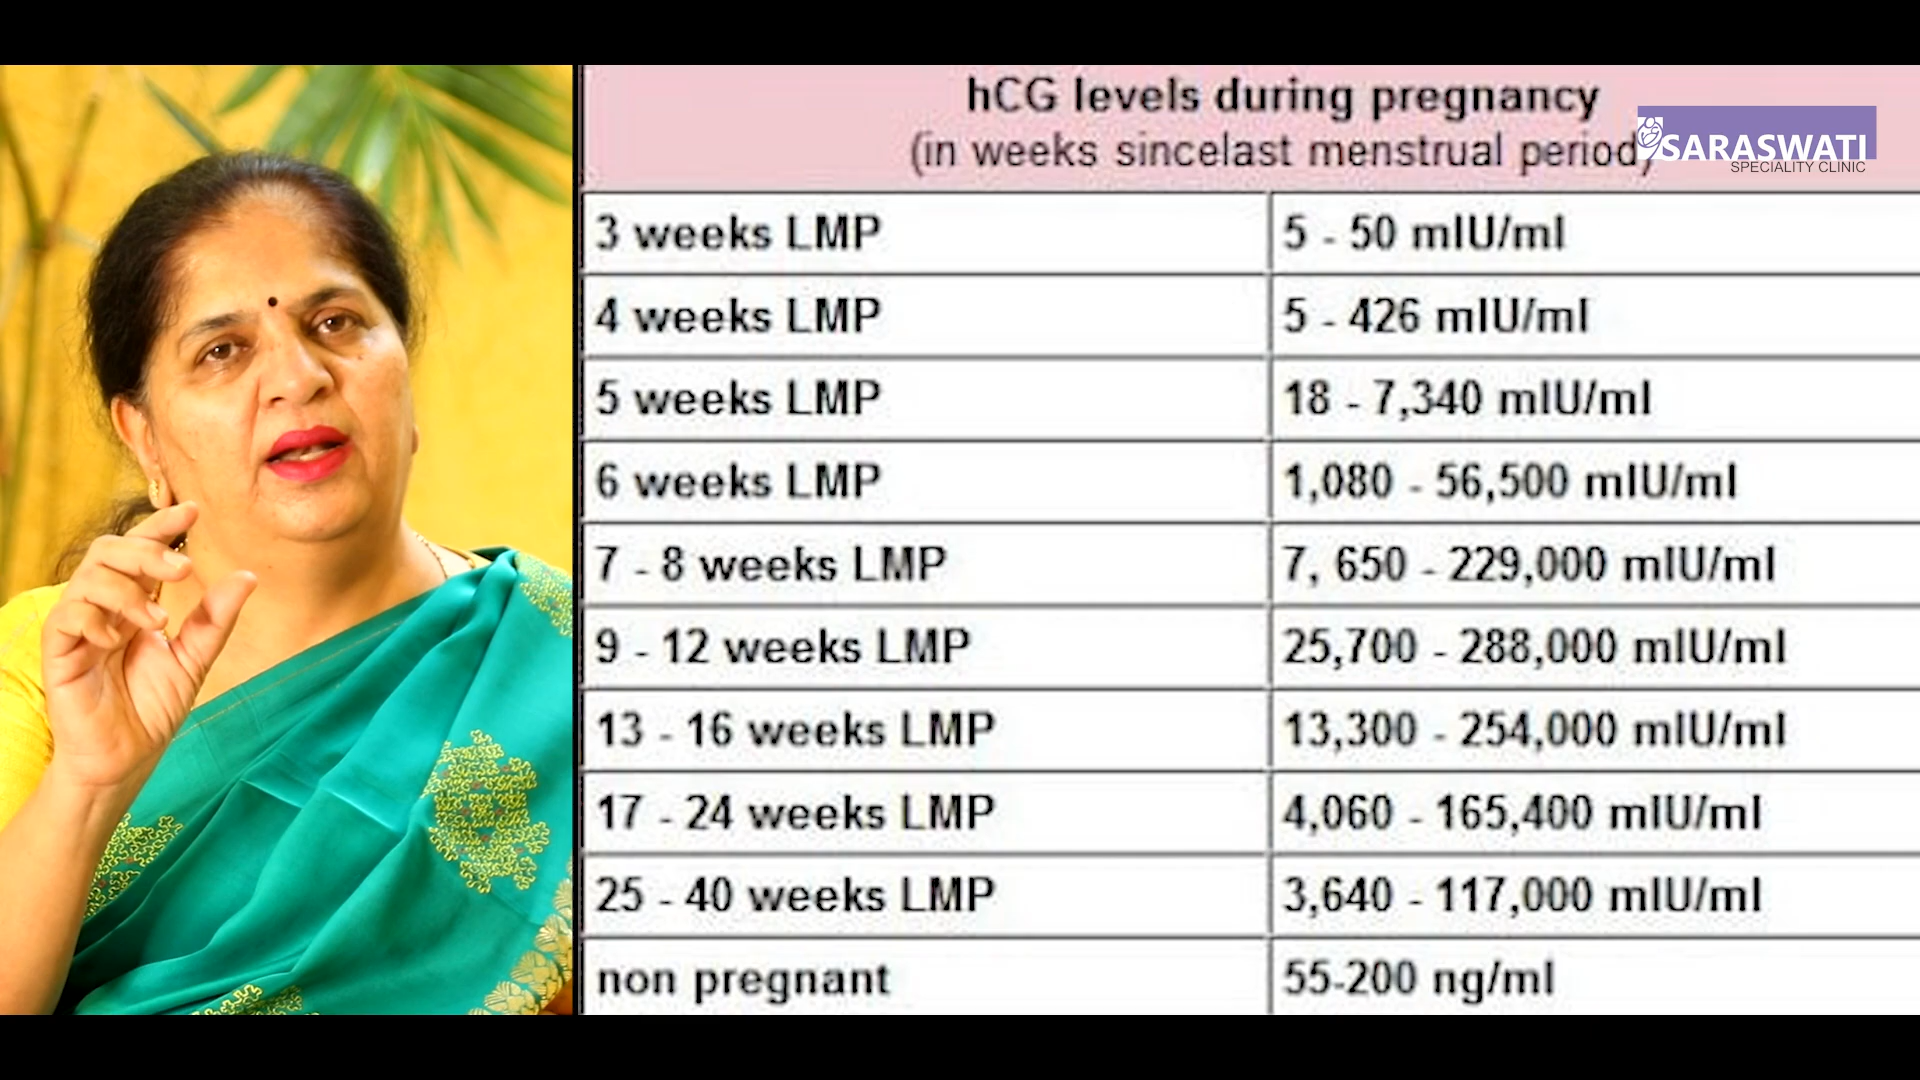 hCG levels during pregnancy
(in weeks sincelast menstrual period)
SARASWATI
SPECIALITY CLINIC
3 weeks LMP 5 - 50 mIU/ml
4 weeks LMP 5 - 426 mIU/ml
5 weeks LMP 18 - 7,340 mIU/ml
6 weeks LMP 1,080 - 56,500 mIU/ml
7 - 8 weeks LMP 7, 650 - 229,000 mIU/ml
9 - 12 weeks LMP 25,700 - 288,000 mIU/ml
13 - 16 weeks LMP 13,300 - 254,000 mIU/ml
17 - 24 weeks LMP 4,060 - 165,400 mIU/ml
25 - 40 weeks LMP 3,640 - 117,000 mIU/ml
non pregnant 55-200 ng/ml